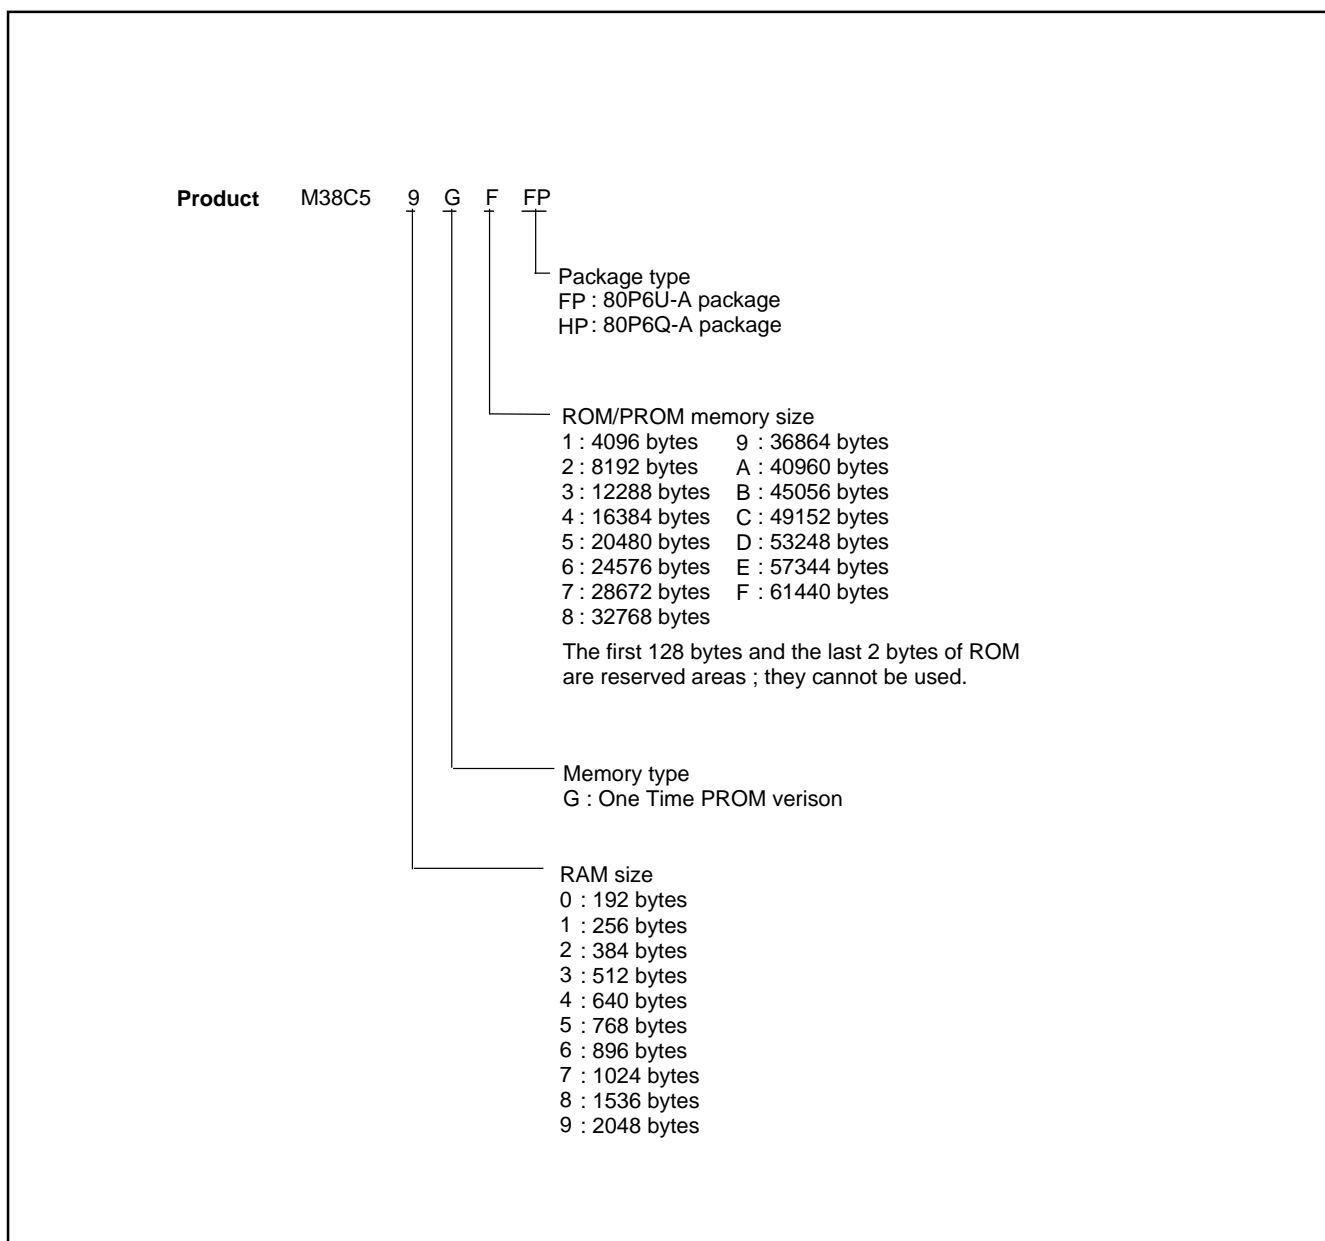 Product M38C5 9 G F FP
Package type
FP : 80P6U-A package
HP : 80P6Q-A package
ROM/PROM memory size
1 : 4096 bytes 9 : 36864 bytes
2 : 8192 bytes A : 40960 bytes
3 : 12288 bytes B : 45056 bytes
4 : 16384 bytes C : 49152 bytes
5 : 20480 bytes D : 53248 bytes
6 : 24576 bytes E : 57344 bytes
7 : 28672 bytes F : 61440 bytes
8 : 32768 bytes
The first 128 bytes and the last 2 bytes of ROM
are reserved areas ; they cannot be used.
Memory type
G : One Time PROM verison
RAM size
0 : 192 bytes
1 : 256 bytes
2 : 384 bytes
3 : 512 bytes
4 : 640 bytes
5 : 768 bytes
6 : 896 bytes
7 : 1024 bytes
8 : 1536 bytes
9 : 2048 bytes